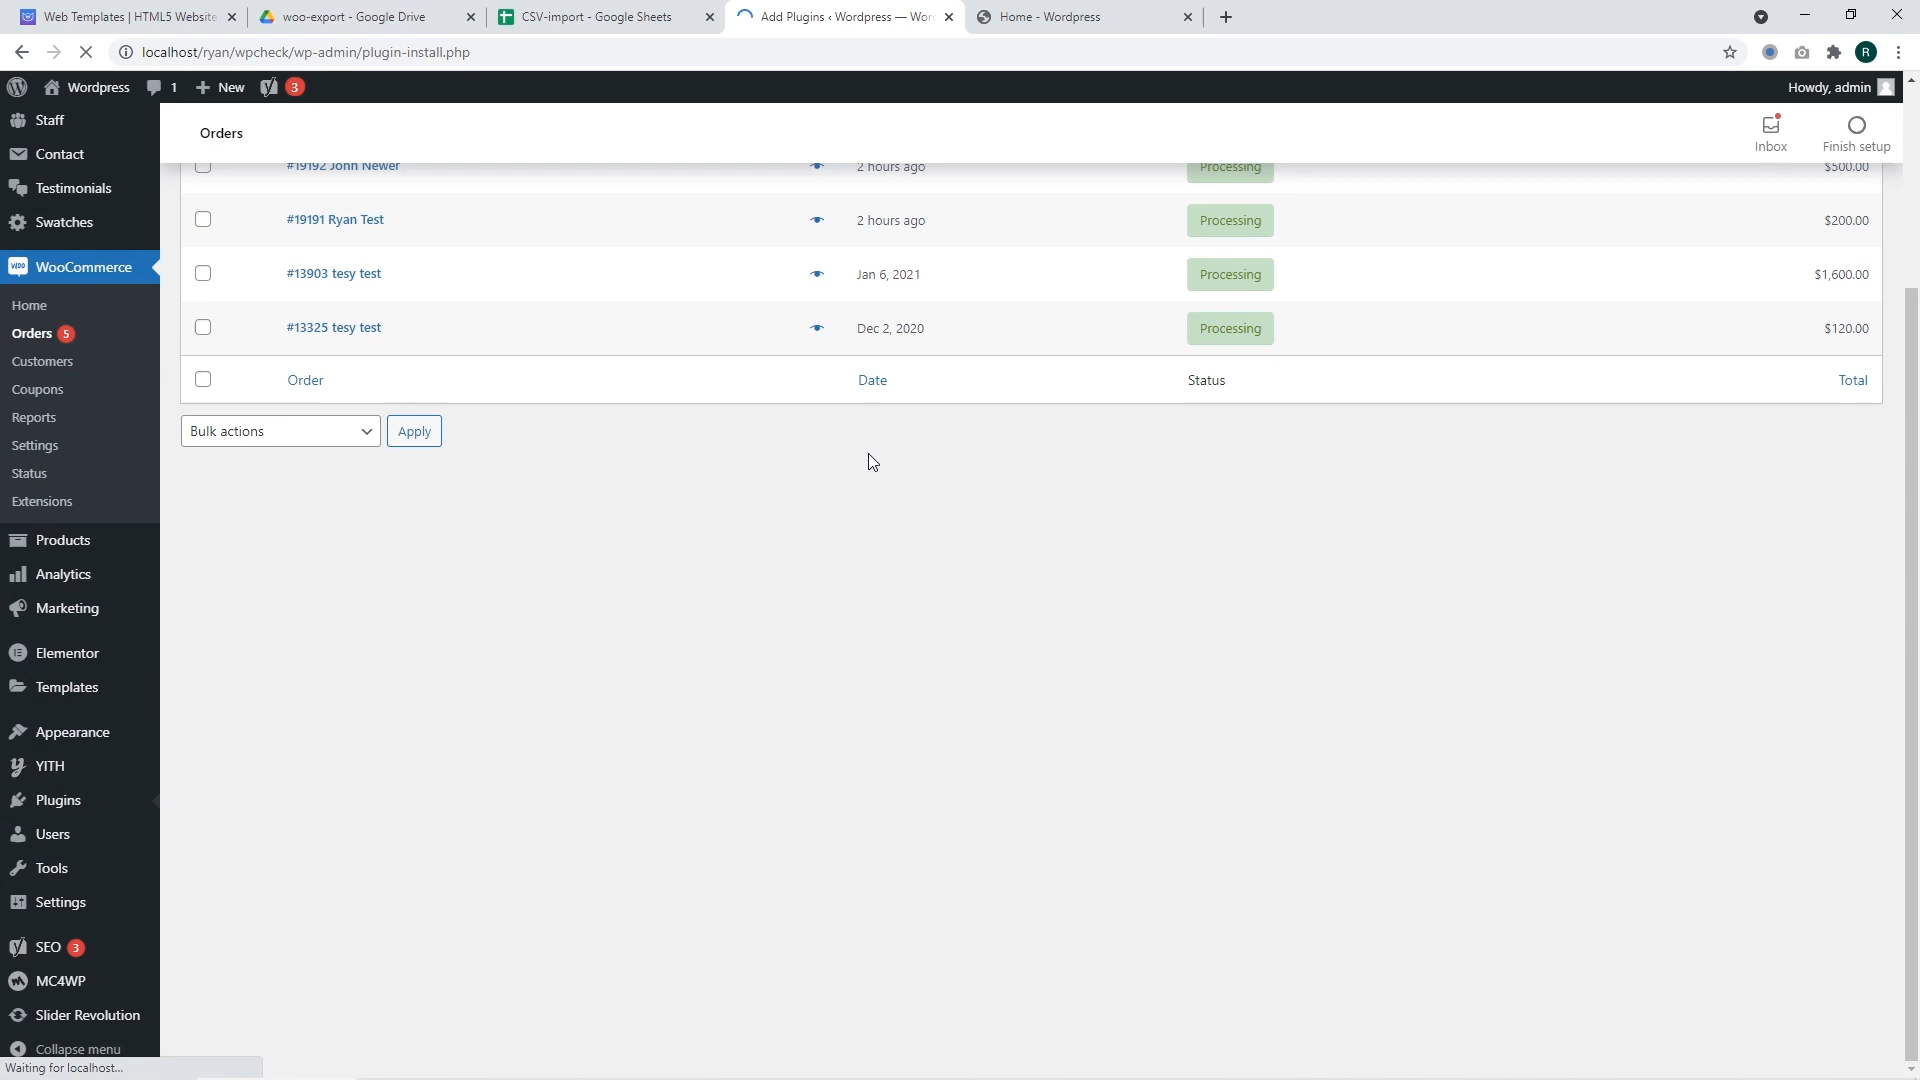 Web Templates | HTML5 Website
woo-export - Google Drive
CSV-import - Google Sheets
Add Plugins ‹ Wordpress — Wor
Home - Wordpress
localhost/ryan/wpcheck/wp-admin/plugin-install.php
R
Wordpress
1
New
3
Howdy, admin
Staff
Contact
Testimonials
Swatches
WooCommerce
Home
Orders 5
Customers
Coupons
Reports
Settings
Status
Extensions
Products
Analytics
Marketing
Elementor
Templates
Appearance
YITH
Plugins
Users
Tools
Settings
SEO 3
MC4WP
Slider Revolution
Collapse menu
Waiting for localhost...
Orders
Inbox
Finish setup
#19192 John Newer 2 hours ago Processing $500.00
#19191 Ryan Test 2 hours ago Processing $200.00
#13903 tesy test Jan 6, 2021 Processing $1,600.00
#13325 tesy test Dec 2, 2020 Processing $120.00
Order Date Status Total
Bulk actions Apply